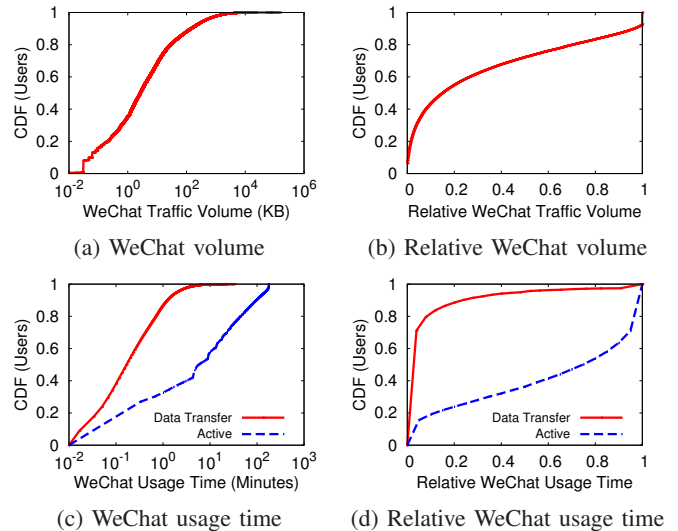 CDF (Users)
1
0.8
0.6
0.4
0.2
0
10^-2 10^0 10^2 10^4 10^6
WeChat Traffic Volume (KB)
(a) WeChat volume
CDF (Users)
1
0.8
0.6
0.4
0.2
0
0 0.2 0.4 0.6 0.8 1
Relative WeChat Traffic Volume
(b) Relative WeChat volume
CDF (Users)
1
0.8
0.6
0.4
0.2
0
Data Transfer
Active
10^-2 10^-1 10^0 10^1 10^2 10^3
WeChat Usage Time (Minutes)
(c) WeChat usage time
CDF (Users)
1
0.8
0.6
0.4
0.2
0
Data Transfer
Active
0 0.2 0.4 0.6 0.8 1
Relative WeChat Usage Time
(d) Relative WeChat usage time